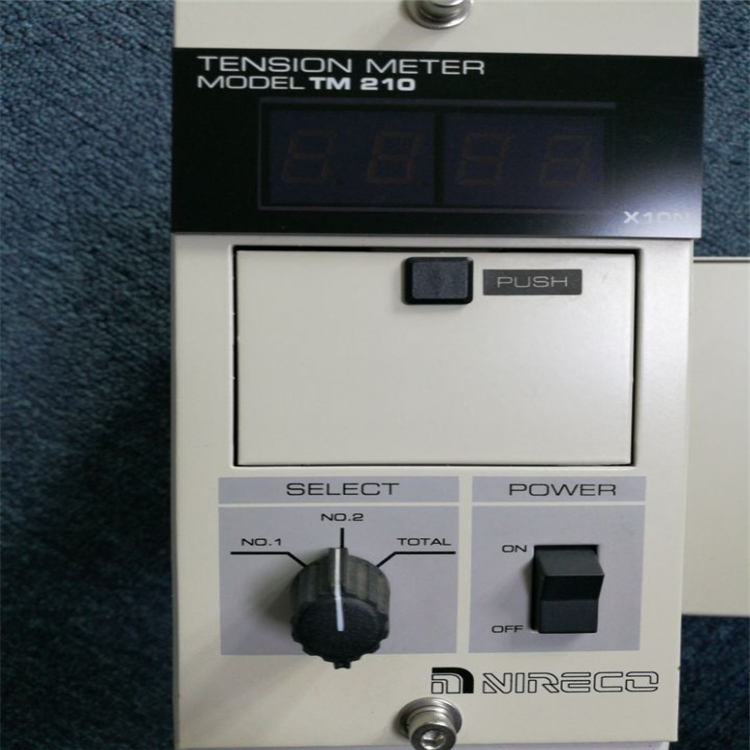 TENSION METER
MODEL TM 210
X10N
PUSH
SELECT
POWER
NO.1
NO.2
TOTAL
ON
OFF
NIRECO